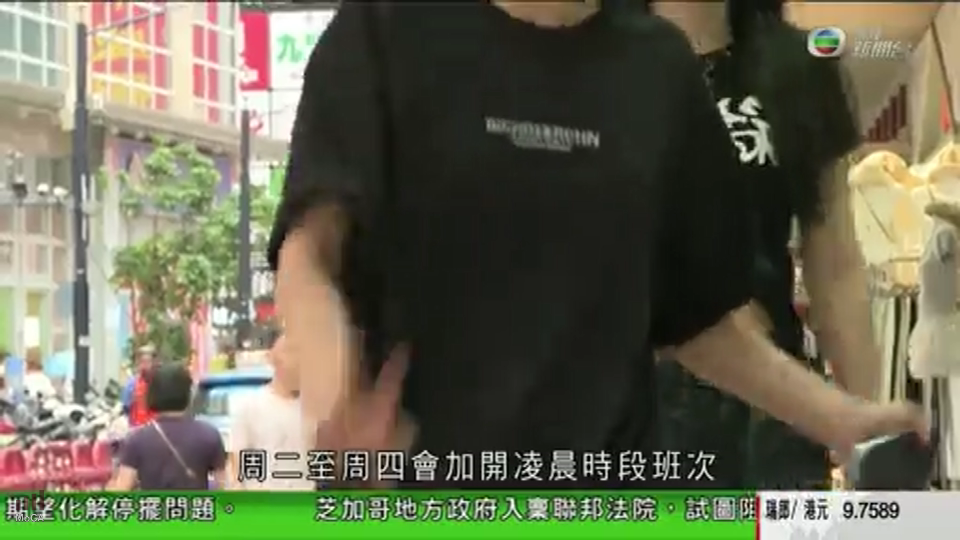 九
周二至周四會加開凌晨時段班次
期整化解停擺問題。 芝加哥地方政府入稟聯邦法院，試圖阻
瑞郎/港元 9.7589